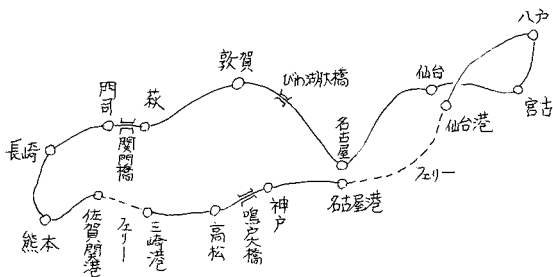 八戸
敦賀
びわ湖大橋
仙台
宮古
仙台港
門司
萩
関門橋
名古屋
長崎
フェリー
神戸
名古屋港
鳴戸大橋
高松
三崎港
フェリー
佐賀関港
熊本